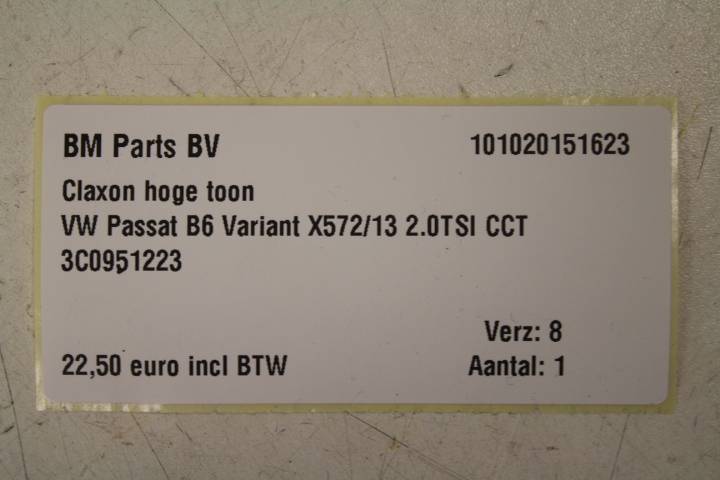 BM Parts BV 101020151623
Claxon hoge toon
VW Passat B6 Variant X572/13 2.0TSI CCT
3C0951223
Verz: 8
22,50 euro incl BTW Aantal: 1